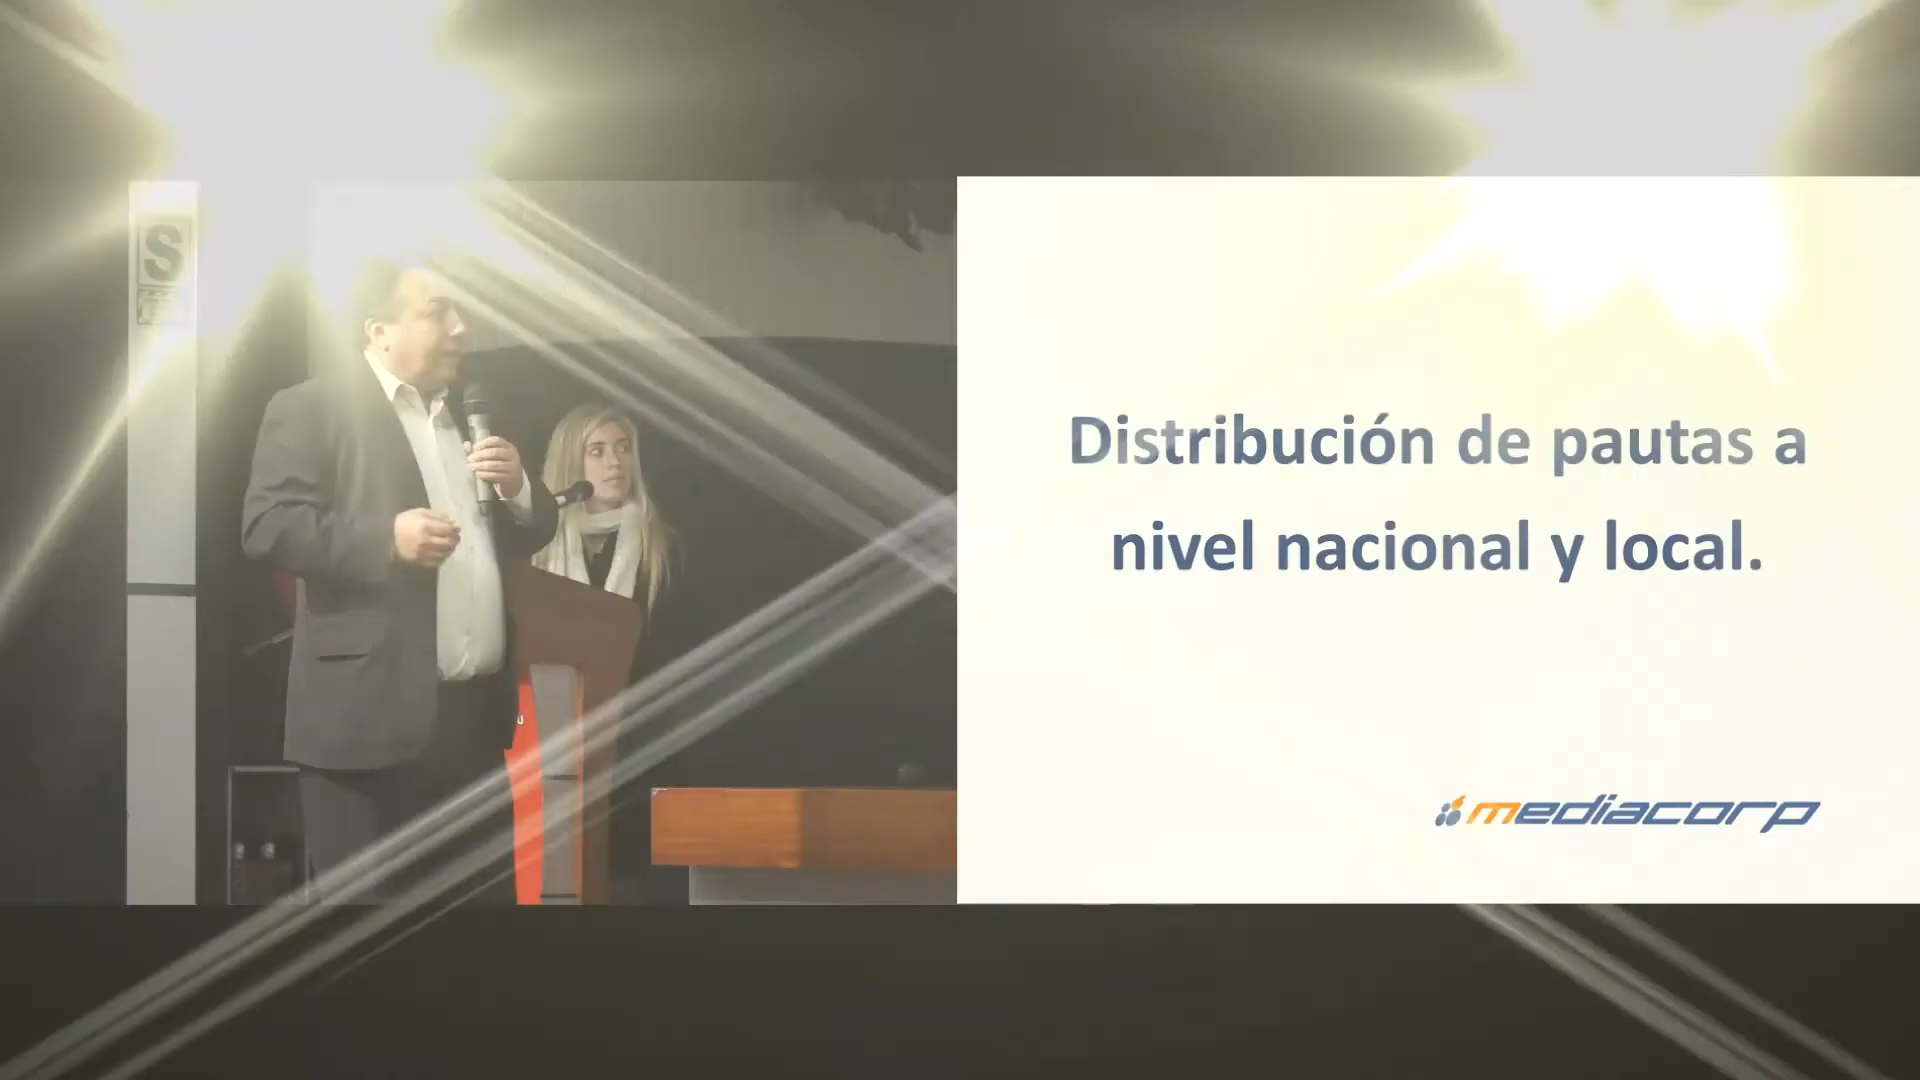 S
Distribución de pautas a
nivel nacional y local.
mediacorp